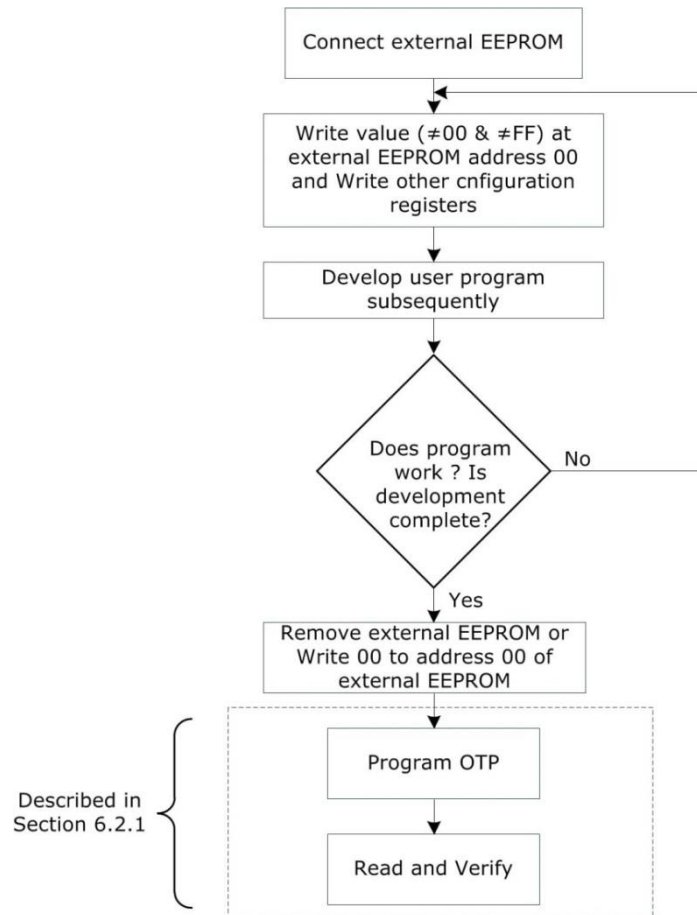 Connect external EEPROM
Write value (≠00 & ≠FF) at
external EEPROM address 00
and Write other cnfiguration
registers
Develop user program
subsequently
Does program
work ? Is
development
complete?
No
Yes
Remove external EEPROM or
Write 00 to address 00 of
external EEPROM
Program OTP
Described in
Section 6.2.1
Read and Verify